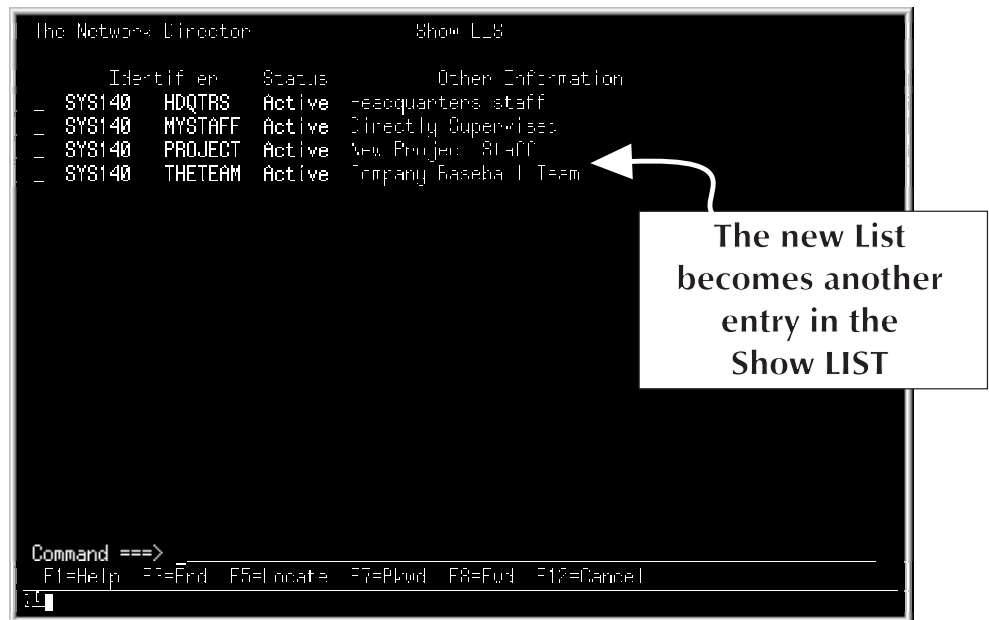 The Network Director Show LIS
Identifier Status Other Information
_ SYS140 HDQTRS Active Headquarters staff
_ SYS140 MYSTAFF Active Directly Supervised
_ SYS140 PROJECT Active New Project Staff
_ SYS140 THETEAM Active Company Baseball Team
The new List
becomes another
entry in the
Show LIST
Command ===> _
F1=Help F3=End F5=Locate F7=Bkwd F8=Fwd F12=Cancel